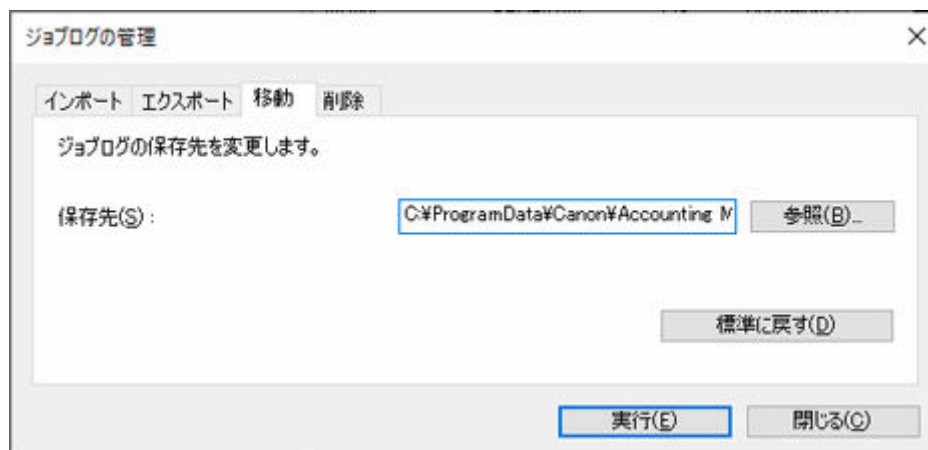 ジョブログの管理
インポート エクスポート 移動 削除
ジョブログの保存先を変更します。
保存先(S) : C:¥ProgramData¥Canon¥Accounting M 参照(B)...
標準に戻す(D)
実行(E) 閉じる(C)